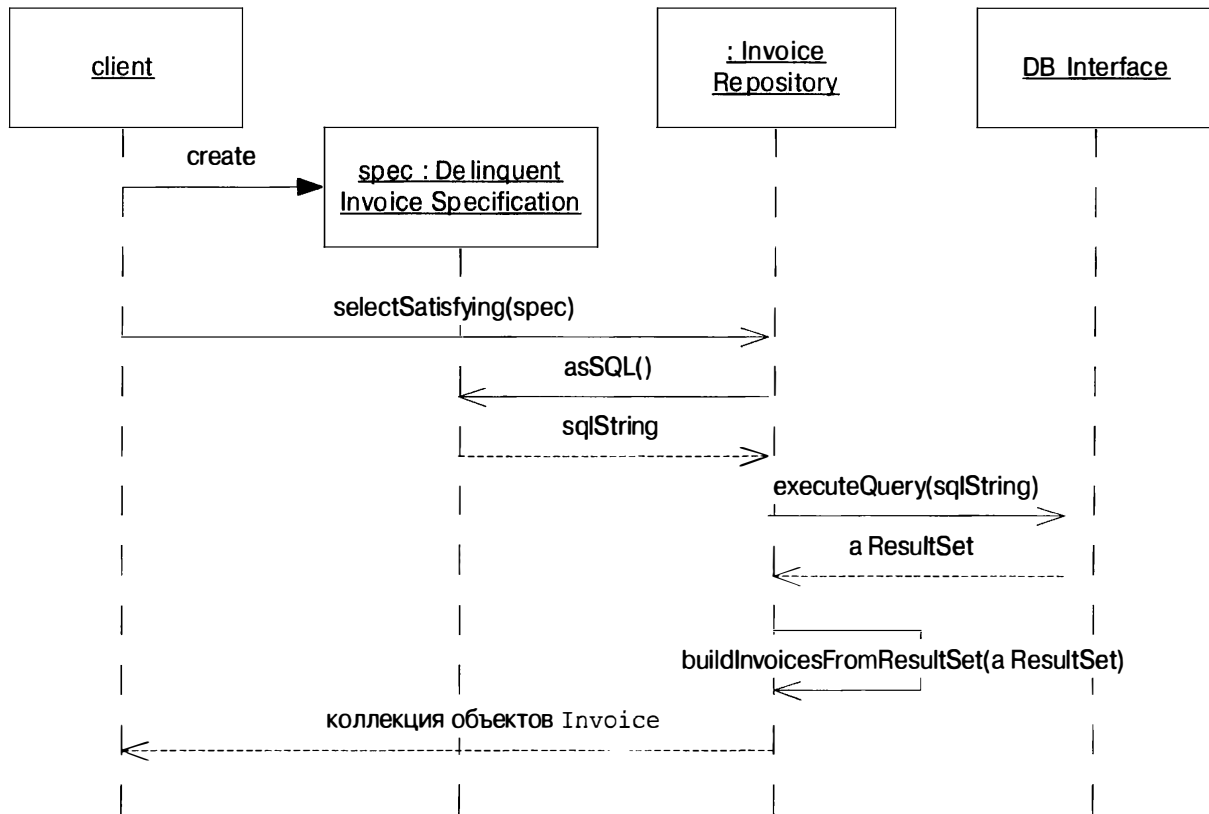 client
: Invoice
Repository
DB Interface
create
spec : Delinquent
Invoice Specification
selectSatisfying(spec)
asSQL()
sqlString
executeQuery(sqlString)
a ResultSet
buildInvoicesFromResultSet(a ResultSet)
коллекция объектов Invoice